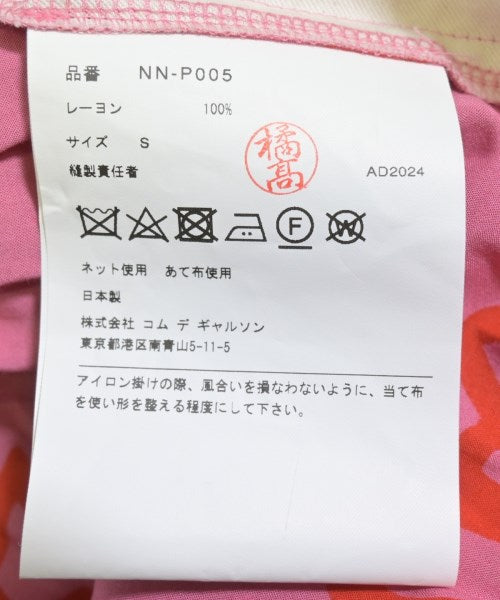 品番 NN-P005
レーヨン 100%
サイズ S
縫製責任者 橘高 AD2024
F W
ネット使用 あて布使用
日本製
株式会社 コム デ ギャルソン
東京都港区南青山5-11-5
アイロン掛けの際、風合いを損なわないように、当て布
を使い形を整える程度にして下さい。